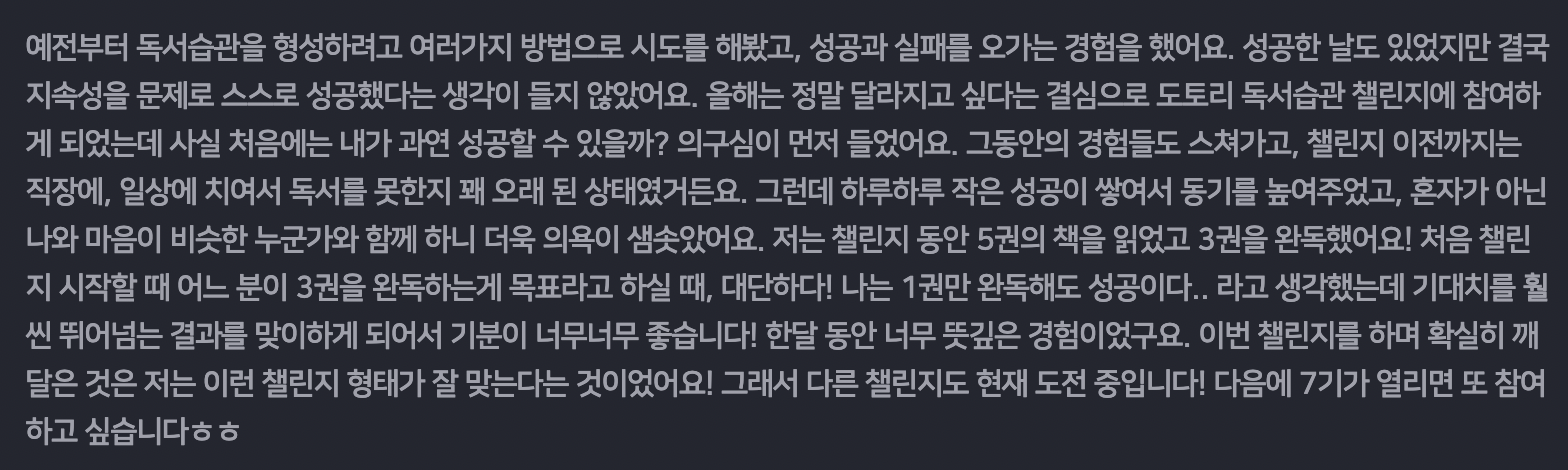 예전부터 독서습관을 형성하려고 여러가지 방법으로 시도를 해봤고, 성공과 실패를 오가는 경험을 했어요. 성공한 날도 있었지만 결국
지속성을 문제로 스스로 성공했다는 생각이 들지 않았어요. 올해는 정말 달라지고 싶다는 결심으로 도토리 독서습관 챌린지에 참여하
게 되었는데 사실 처음에는 내가 과연 성공할 수 있을까? 의구심이 먼저 들었어요. 그동안의 경험들도 스쳐가고, 챌린지 이전까지는
직장에, 일상에 치여서 독서를 못한지 꽤 오래 된 상태였거든요. 그런데 하루하루 작은 성공이 쌓여서 동기를 높여주었고, 혼자가 아닌
나와 마음이 비슷한 누군가와 함께 하니 더욱 의욕이 샘솟았어요. 저는 챌린지 동안 5권의 책을 읽었고 3권을 완독했어요! 처음 챌린
지 시작할 때 어느 분이 3권을 완독하는게 목표라고 하실 때, 대단하다! 나는 1권만 완독해도 성공이다.. 라고 생각했는데 기대치를 훨
씬 뛰어넘는 결과를 맞이하게 되어서 기분이 너무너무 좋습니다! 한달 동안 너무 뜻깊은 경험이었구요. 이번 챌린지를 하며 확실히 깨
달은 것은 저는 이런 챌린지 형태가 잘 맞는다는 것이었어요! 그래서 다른 챌린지도 현재 도전 중입니다! 다음에 7기가 열리면 또 참여
하고 싶습니다ㅎㅎ